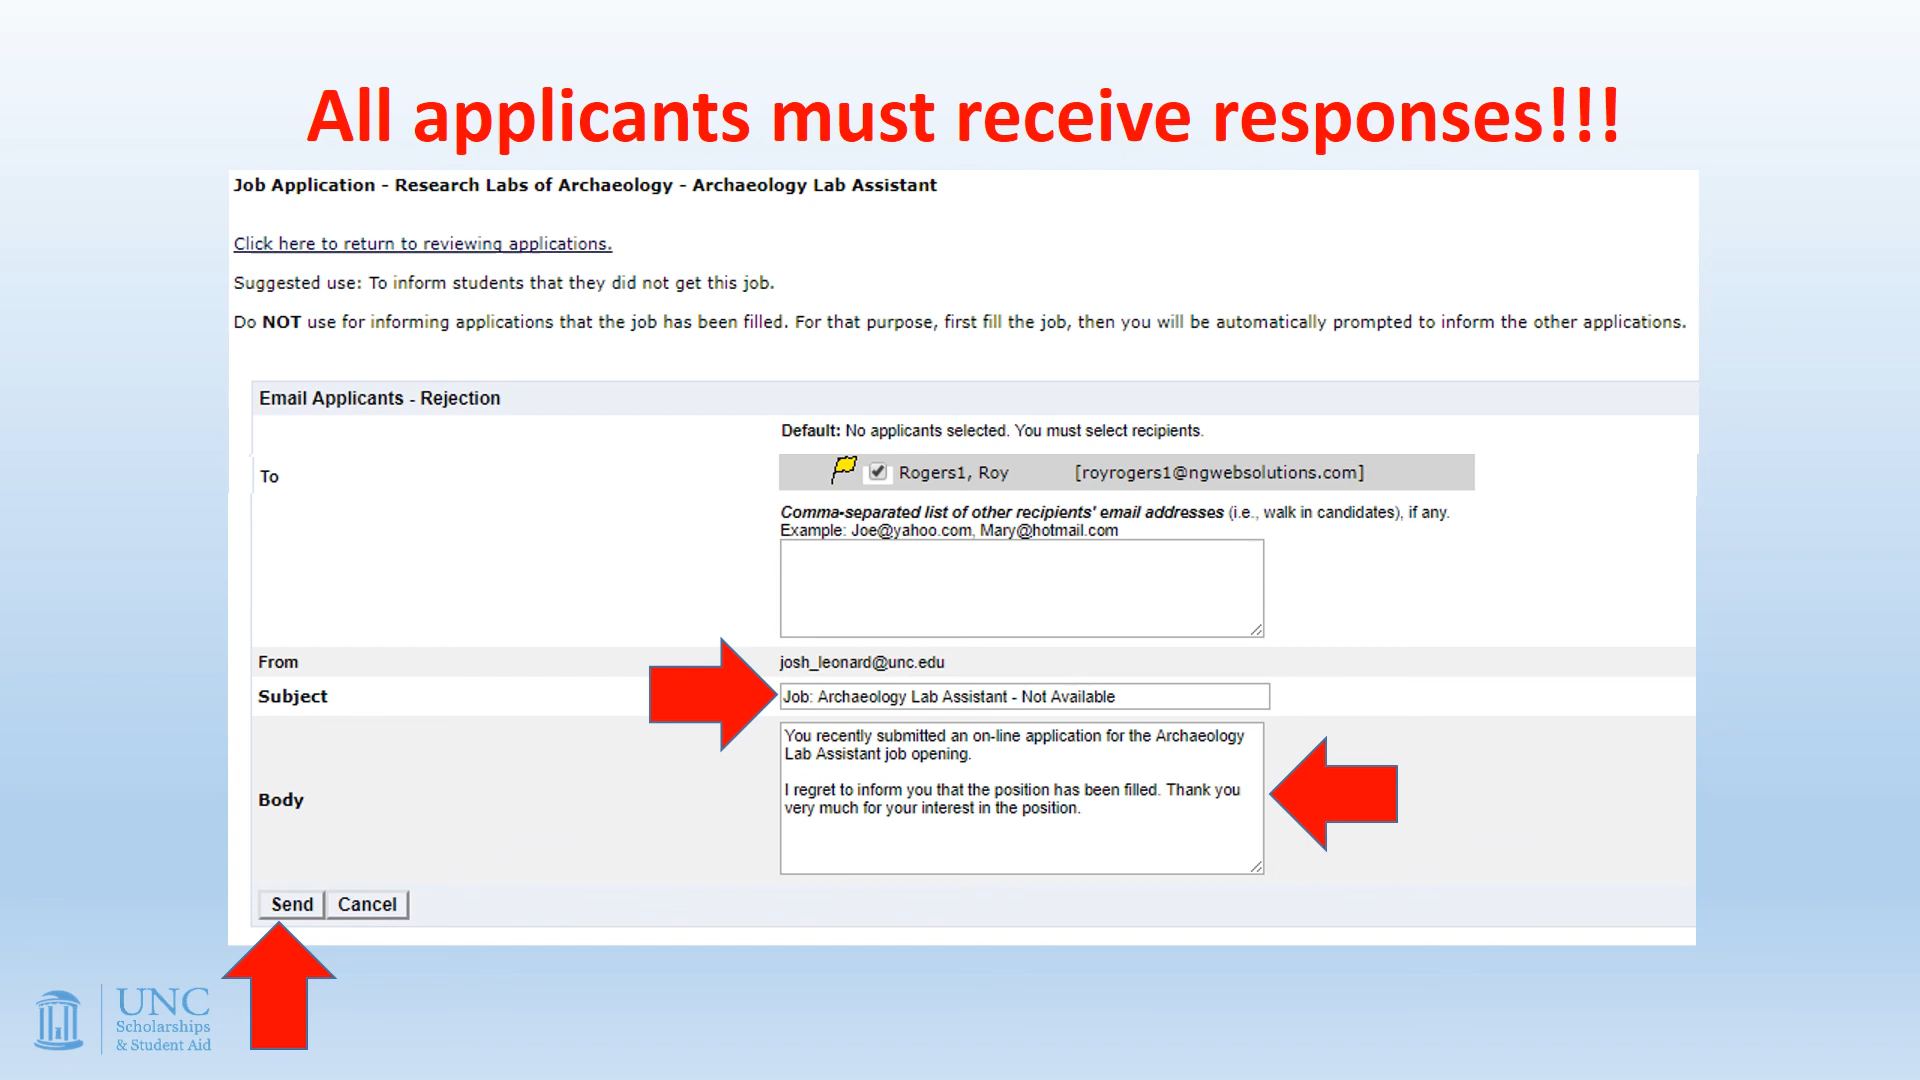 All applicants must receive responses!!!
Job Application - Research Labs of Archaeology - Archaeology Lab Assistant
Click here to return to reviewing applications.
Suggested use: To inform students that they did not get this job.
Do NOT use for informing applications that the job has been filled. For that purpose, first fill the job, then you will be automatically prompted to inform the other applications.
Email Applicants - Rejection
Default: No applicants selected. You must select recipients.
To
Rogers1, Roy [royrogers1@ngwebsolutions.com]
Comma-separated list of other recipients' email addresses (i.e., walk in candidates), if any.
Example: Joe@yahoo.com, Mary@hotmail.com
From josh_leonard@unc.edu
Subject Job: Archaeology Lab Assistant - Not Available
Body
You recently submitted an on-line application for the Archaeology
Lab Assistant job opening.
I regret to inform you that the position has been filled. Thank you
very much for your interest in the position.
Send Cancel
UNC
Scholarships
& Student Aid